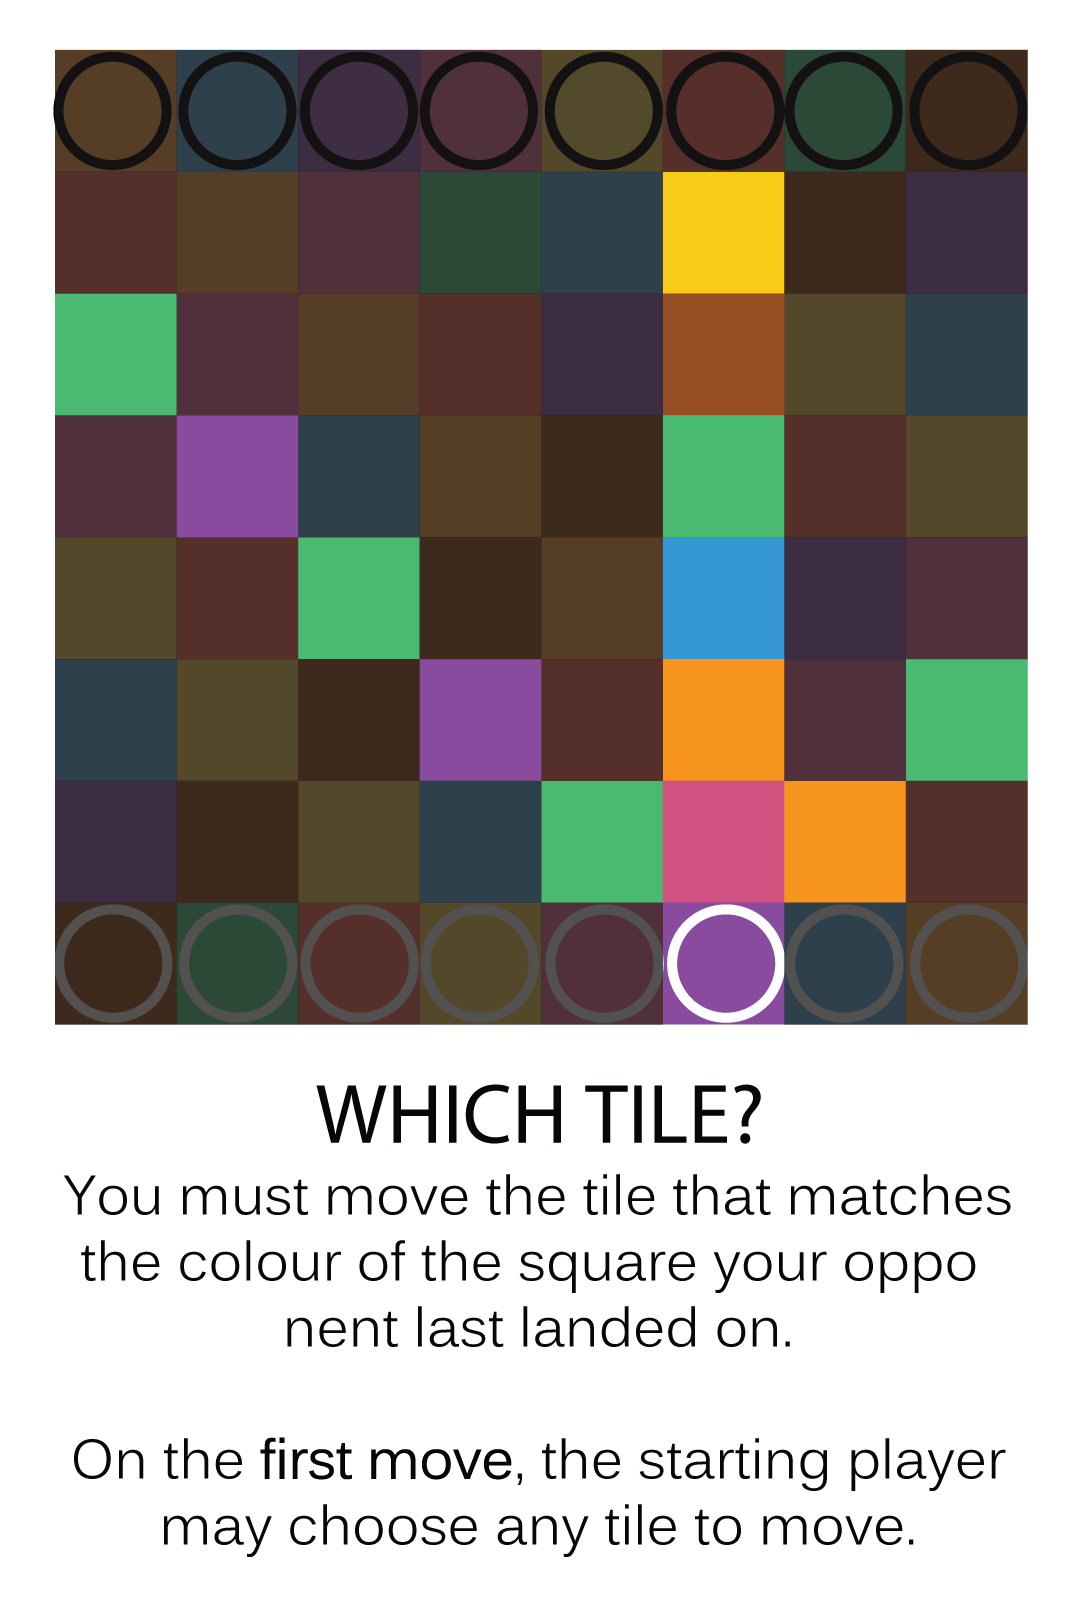 WHICH TILE?
You must move the tile that matches
the colour of the square your oppo
nent last landed on.
On the first move, the starting player
may choose any tile to move.